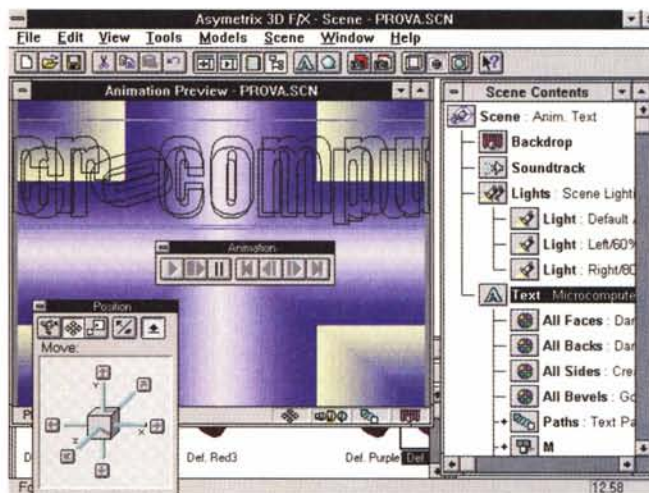 Asymetrix 3D F/X - Scene - PROVA.SCN
File Edit View Tools Models Scene Window Help
Animation Preview - PROVA.SCN
Scene Contents
Scene : Anim. Text
Backdrop
Soundtrack
Lights : Scene Lighti
Light : Default
Light : Left/60%
Light : Right/80
Text : Microcompute
All Faces : Dar
All Backs : Dar
All Sides : Cre
All Bevels : Go
Paths : Text Pa
M
cr compu
Animation
Position
Move:
Y
X
Z
Def. Red3
Def. Purple
Def.
12.58